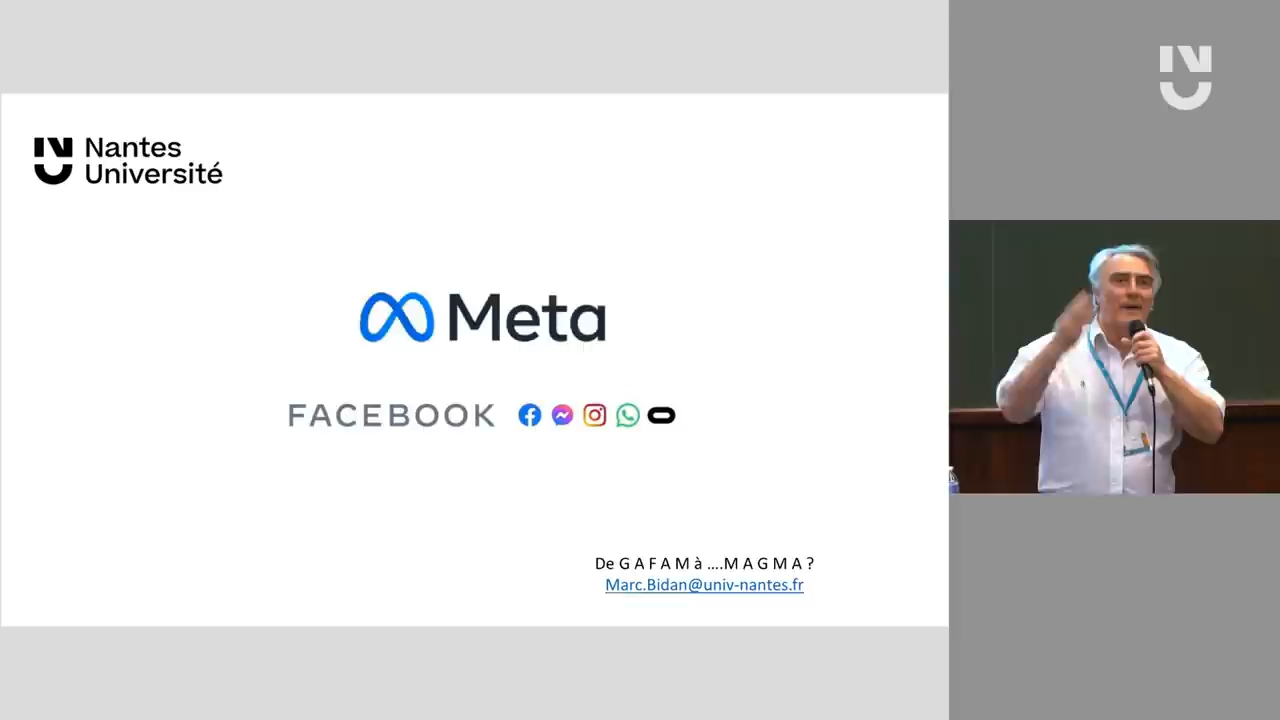 Nantes
Université
Meta
FACEBOOK
De G A F A M à ....M A G M A ?
Marc.Bidan@univ-nantes.fr